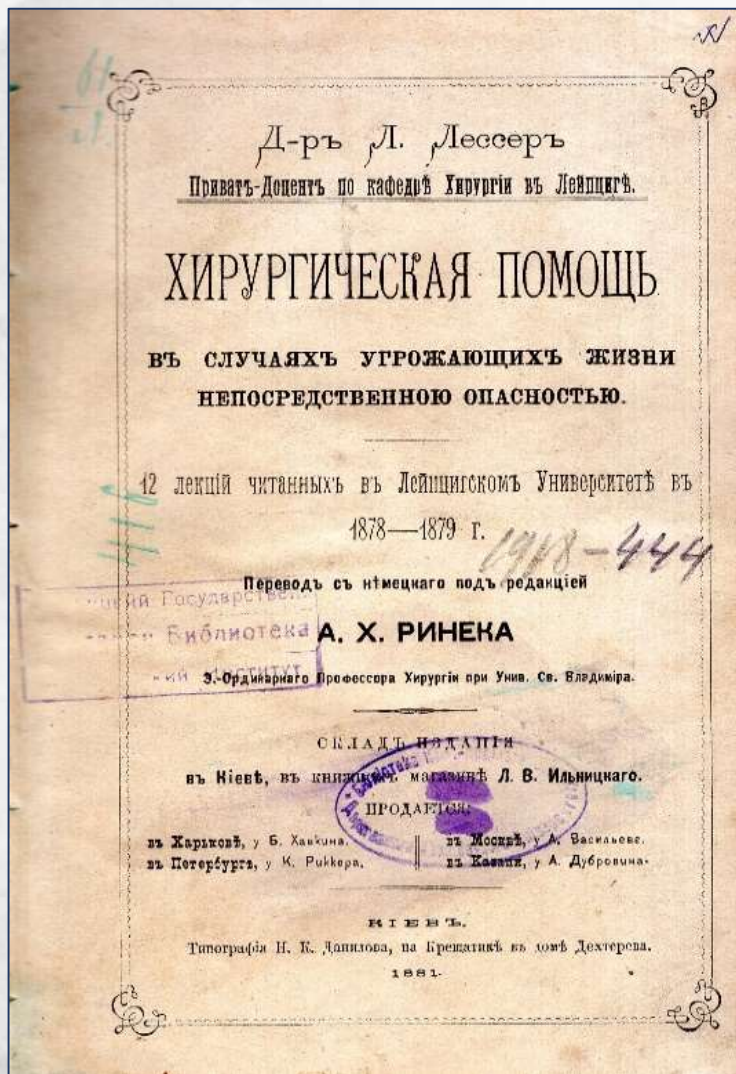 Д-ръ Л. Лессеръ
Приватъ-Доцентъ по кафедрѣ Хирургіи въ Лейпцигѣ.
ХИРУРГИЧЕСКАЯ ПОМОЩЬ
ВЪ СЛУЧАЯХЪ УГРОЖАЮЩИХЪ ЖИЗНИ
НЕПОСРЕДСТВЕННОЮ ОПАСНОСТЬЮ.
12 лекцій читанныхъ въ Лейпцигскомъ Университетѣ въ
1878—1879 г.
1918-444
Переводъ съ нѣмецкаго подъ редакціей
Государствен
Библиотека
Институт
А. Х. РИНЕКА
Э.-Ординарнаго Профессора Хирургіи при Унив. Св. Владиміра.
СКЛАДЪ ИЗДАНІЯ
въ Кіевѣ, въ книжномъ магазинѣ Л. В. Ильницкаго.
ПРОДАЕТСЯ:
въ Харьковѣ, у Б. Хавкина.
въ Петербургѣ, у К. Риккера.
въ Москвѣ, у А. Васильева.
въ Казани, у А. Дубровина.
КІЕВЪ.
Типографія Н. К. Данилова, на Крещатикѣ въ домѣ Дехтерева.
1881.